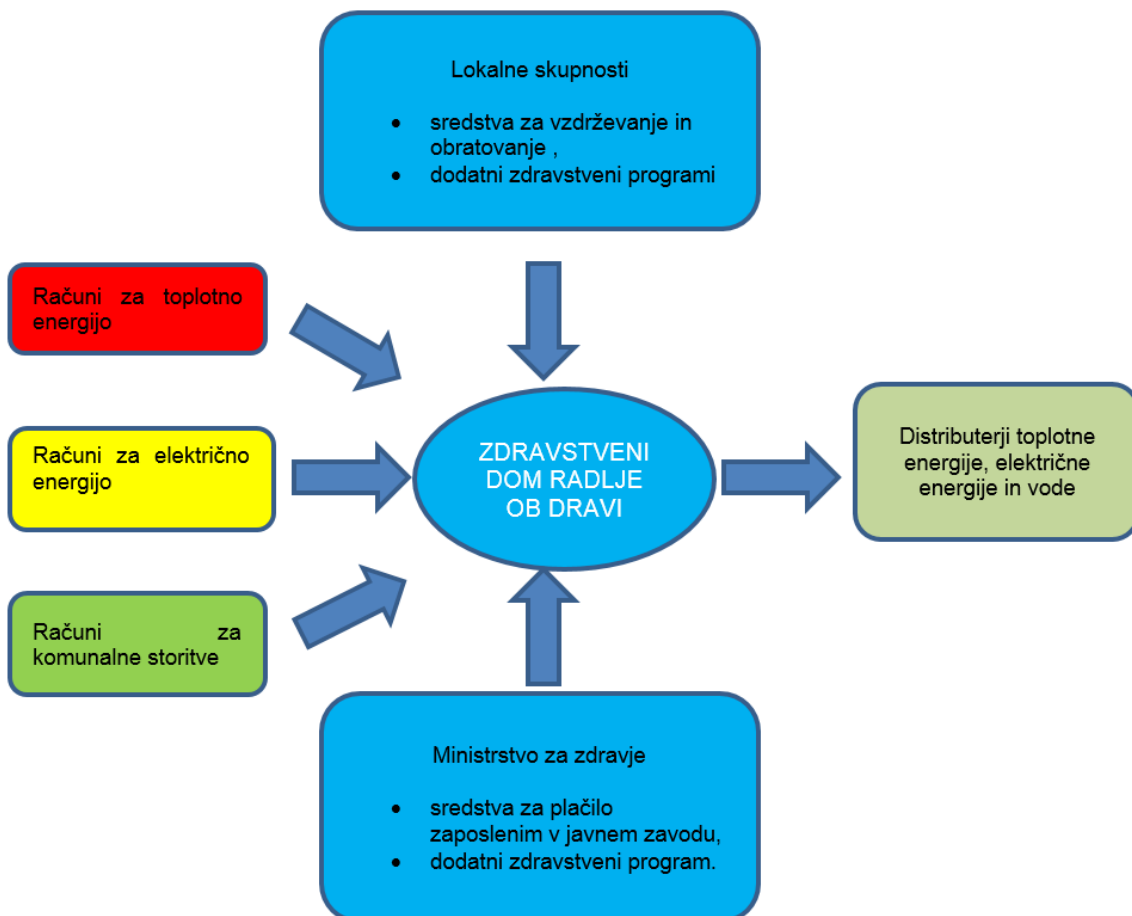 Lokalne skupnosti
• sredstva za vzdrževanje in
obratovanje ,
• dodatni zdravstveni programi
Računi za toplotno
energijo
Računi za električno
energijo
ZDRAVSTVENI
DOM RADLJE
OB DRAVI
Distributerji toplotne
energije, električne
energije in vode
Računi za
komunalne storitve
Ministrstvo za zdravje
• sredstva za plačilo
zaposlenim v javnem zavodu,
• dodatni zdravstveni program.